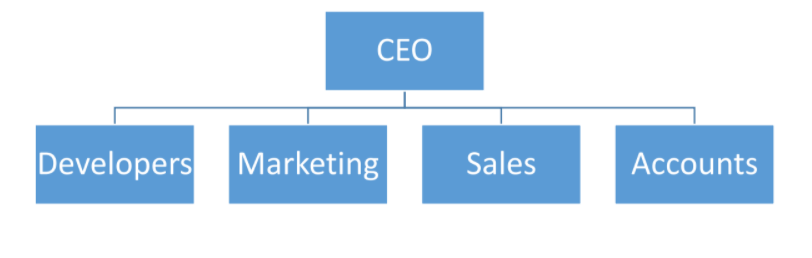 CEO
Developers
Marketing
Sales
Accounts